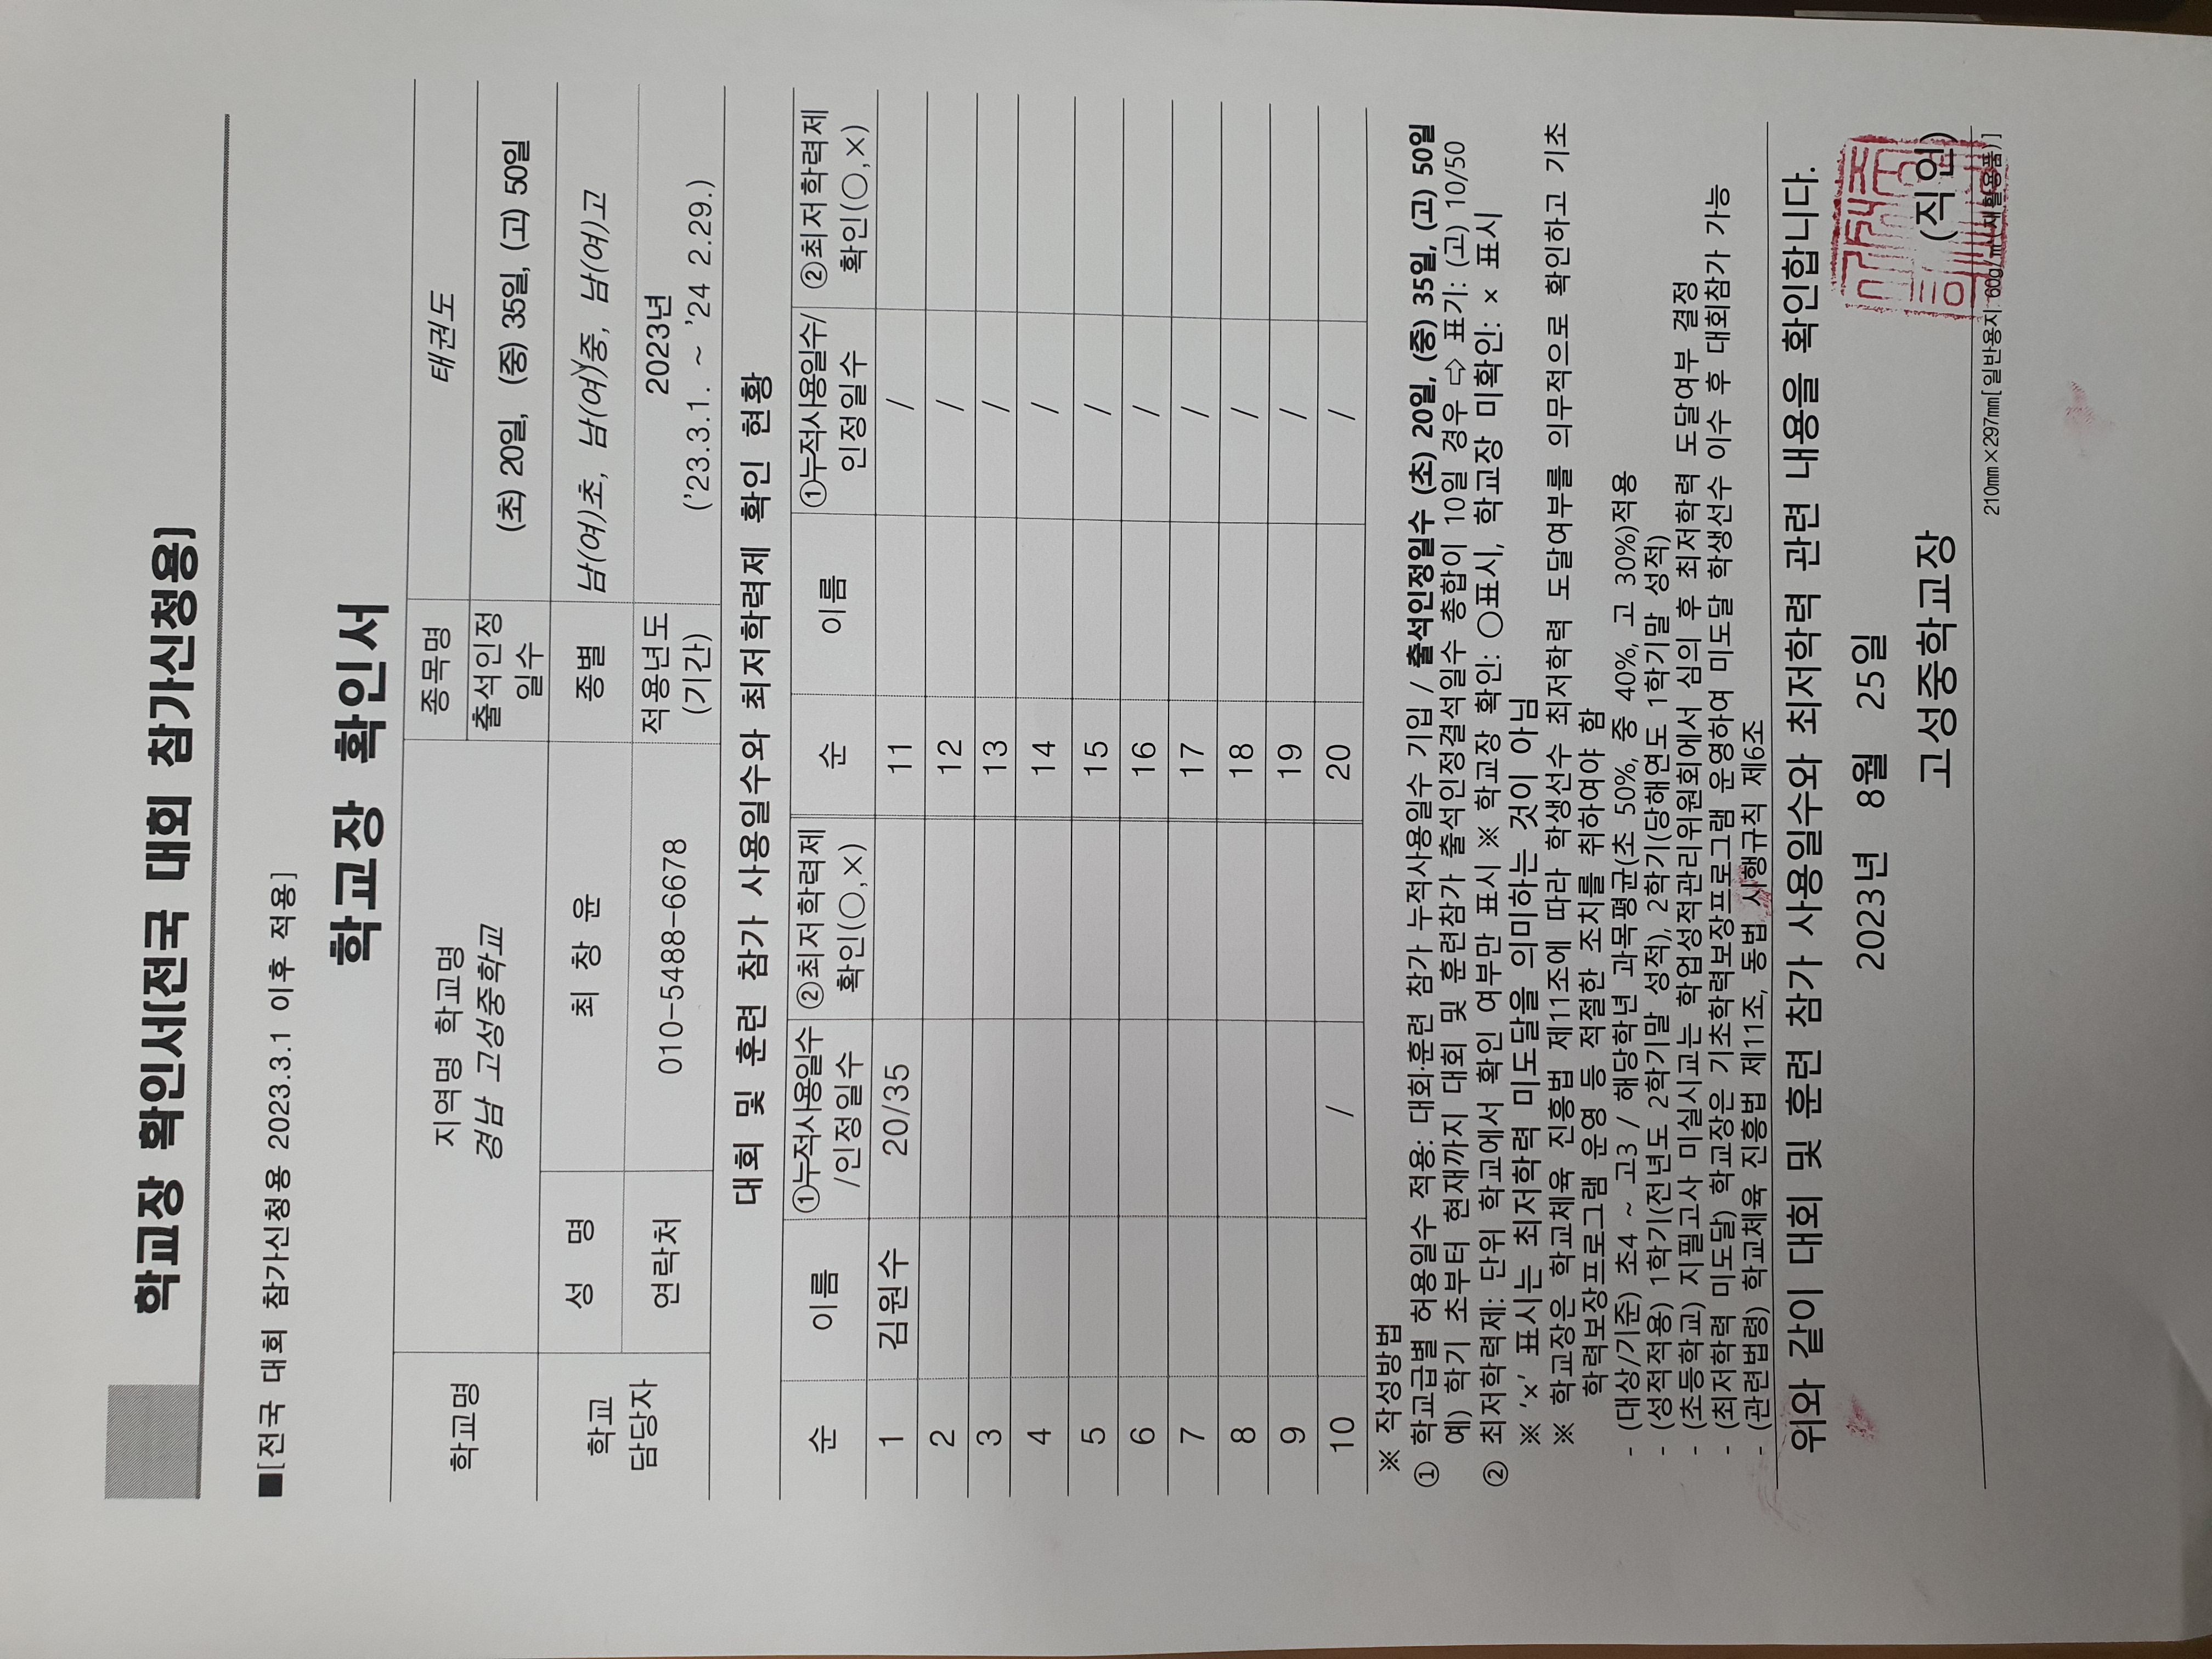 학교장 확인서(전국 대회 참가신청용)
■[전국 대회 참가신청용 2023.3.1 이후 적용]
학교장 확인서
학교명 지역명 학교명 종목명 태권도
경남 고성중학교 출석인정 일수 (초) 20일, (중) 35일, (고) 50일
학교 담당자 성 명 최 창 윤 종별 남(여)초, 남(여)중, 남(여)고
연락처 010-5488-6678 적용년도 (기간) 2023년
('23.3.1. ~ '24 2.29.)
대회 및 훈련 참가 사용일수와 최저학력제 확인 현황
순 이름 ①누적사용일수 /인정일수 ②최저학력제 확인(○,×) 순 이름 ①누적사용일수/ 인정일수 ②최저학력제 확인(○,×)
1 김원수 20/35 11 /
2 12 /
3 13 /
4 14 /
5 15 /
6 16 /
7 17 /
8 18 /
9 19 /
10 / 20 /
※ 작성방법
① 학교급별 허용일수 적용: 대회·훈련 참가 누적사용일수 기입 / 출석인정일수 (초) 20일, (중) 35일, (고) 50일
예) 학기 초부터 현재까지 대회 및 훈련참가 출석인정결석일수 총합이 10일 경우 ⇨ 표기: (고) 10/50
② 최저학력제: 단위 학교에서 확인 여부만 표시 ※ 학교장 확인: ○표시, 학교장 미확인: × 표시
※ '×' 표시는 최저학력 미도달을 의미하는 것이 아님
※ 학교장은 학교체육 진흥법 제11조에 따라 학생선수 최저학력 도달여부를 의무적으로 확인하고 기초
학력보장프로그램 운영 등 적절한 조치를 취하여야 함
- (대상/기준) 초4 ~ 고3 / 해당학년 과목평균(초 50%, 중 40%, 고 30%)적용
- (성적적용) 1학기(전년도 2학기말 성적), 2학기(당해연도 1학기말 성적)
- (초등학교) 지필고사 미실시교는 학업성적관리위원회에서 심의 후 최저학력 도달여부 결정
- (최저학력 미도달) 학교장은 기초학력보장프로그램 운영하여 미도달 학생선수 이수 후 대회참가 가능
- (관련법령) 학교체육 진흥법 제11조, 동법 시행규칙 제6조
위와 같이 대회 및 훈련 참가 사용일수와 최저학력 관련 내용을 확인합니다.
2023년 8월 25일
고성중학교장 (직인)
210㎜×297㎜[일반용지 60g/㎡(재활용품)]